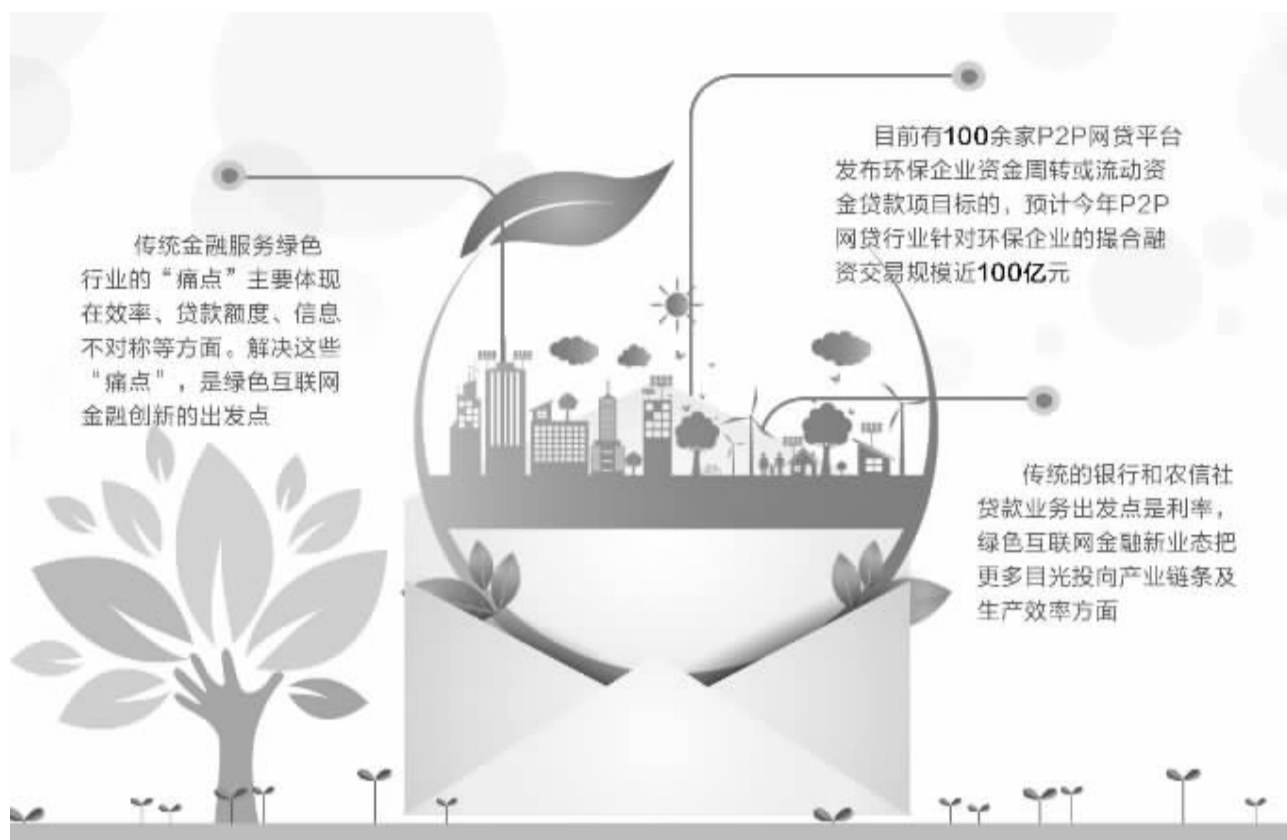 目前有100余家P2P网贷平台
发布环保企业资金周转或流动资
金贷款项目标的，预计今年P2P
网贷行业针对环保企业的撮合融
资交易规模近100亿元
传统金融服务绿色
行业的“痛点”主要体现
在效率、贷款额度、信息
不对称等方面。解决这些
“痛点”，是绿色互联网
金融创新的出发点
传统的银行和农信社
贷款业务出发点是利率，
绿色互联网金融新业态把
更多目光投向产业链条及
生产效率方面